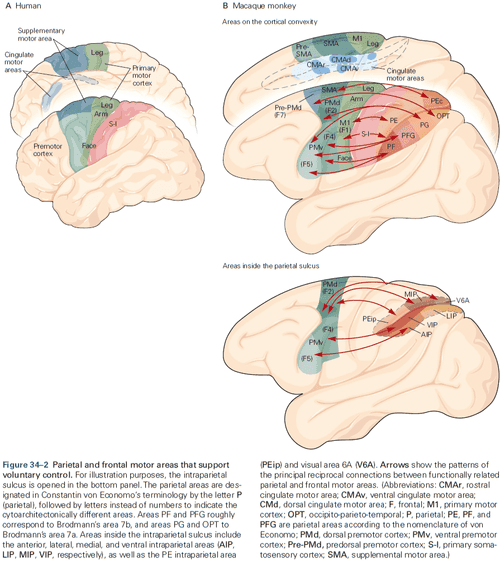 A Human
Supplementary
motor area
Cingulate
motor
areas
Leg
Primary
motor
cortex
Leg
Arm
S-I
Premotor
cortex
Face
B Macaque monkey
Areas on the cortical convexity
Pre-
SMA
SMA
M1
Leg
CMAd
CMAr
CMAv
Cingulate
motor areas
SMA
Leg
Pre-PMd
(F7)
PMd
(F2)
Arm
PEc
M1
(F1)
PE
OPT
(F4)
S-I
PG
PMv
PFG
(F5)
Face
PF
Areas inside the parietal sulcus
PMd
(F2)
MIP
V6A
PEip
LIP
(F4)
VIP
PMv
AIP
(F5)
Figure 34–2 Parietal and frontal motor areas that support
voluntary control. For illustration purposes, the intraparietal
sulcus is opened in the bottom panel. The parietal areas are des-
ignated in Constantin von Economo's terminology by the letter P
(parietal), followed by letters instead of numbers to indicate the
cytoarchitectonically different areas. Areas PF and PFG roughly
correspond to Brodmann's area 7b, and areas PG and OPT to
Brodmann's area 7a. Areas inside the intraparietal sulcus include
the anterior, lateral, medial, and ventral intraparietal areas (AIP,
LIP, MIP, VIP, respectively), as well as the PE intraparietal area
(PEip) and visual area 6A (V6A). Arrows show the patterns of
the principal reciprocal connections between functionally related
parietal and frontal motor areas. (Abbreviations: CMAr, rostral
cingulate motor area; CMAv, ventral cingulate motor area;
CMd, dorsal cingulate motor area; F, frontal; M1, primary motor
cortex; OPT, occipito-parieto-temporal; P, parietal; PE, PF, and
PFG are parietal areas according to the nomenclature of von
Economo; PMd, dorsal premotor cortex; PMv, ventral premotor
cortex; Pre-PMd, predorsal premotor cortex; S-I, primary soma-
tosensory cortex; SMA, supplemental motor area.)